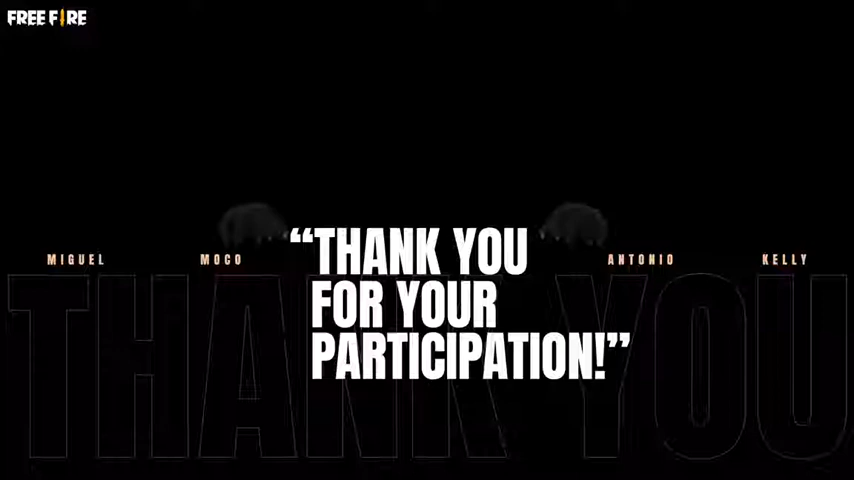 FREE FIRE
MIGUEL MOCO ANTONIO KELLY
“THANK YOU
FOR YOUR
PARTICIPATION!”
THANK YOU